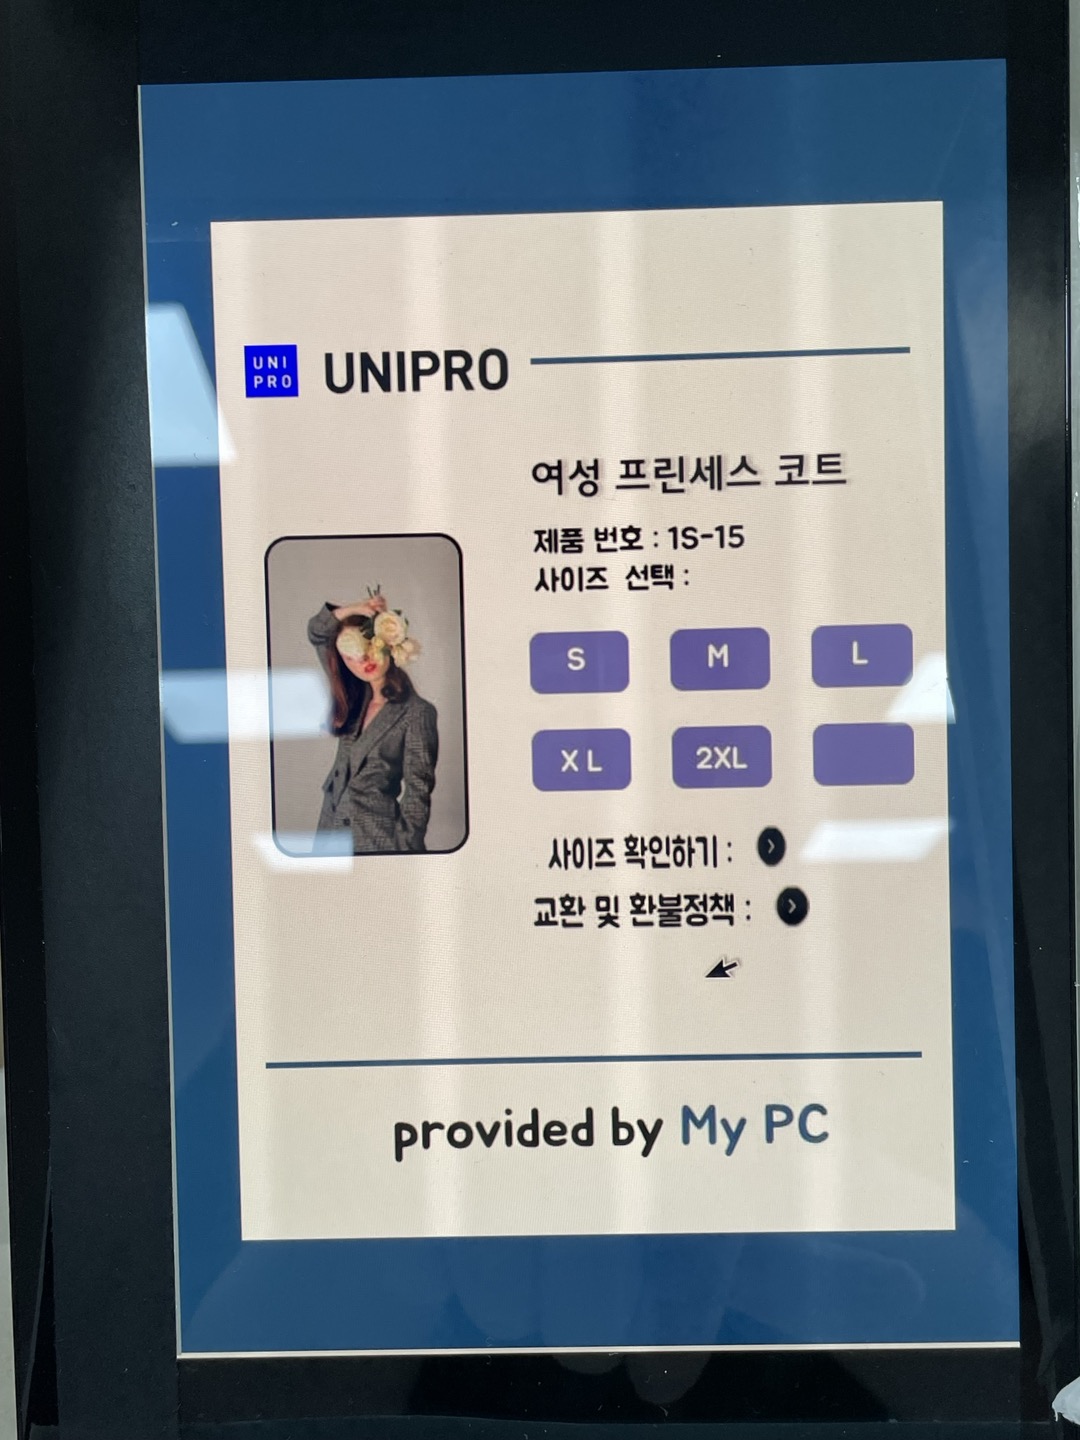 UNI
PRO
UNIPRO
여성 프린세스 코트
제품 번호 : 1S-15
사이즈 선택 :
S M L
XL 2XL
사이즈 확인하기 : >
교환 및 환불정책 : >
provided by My PC